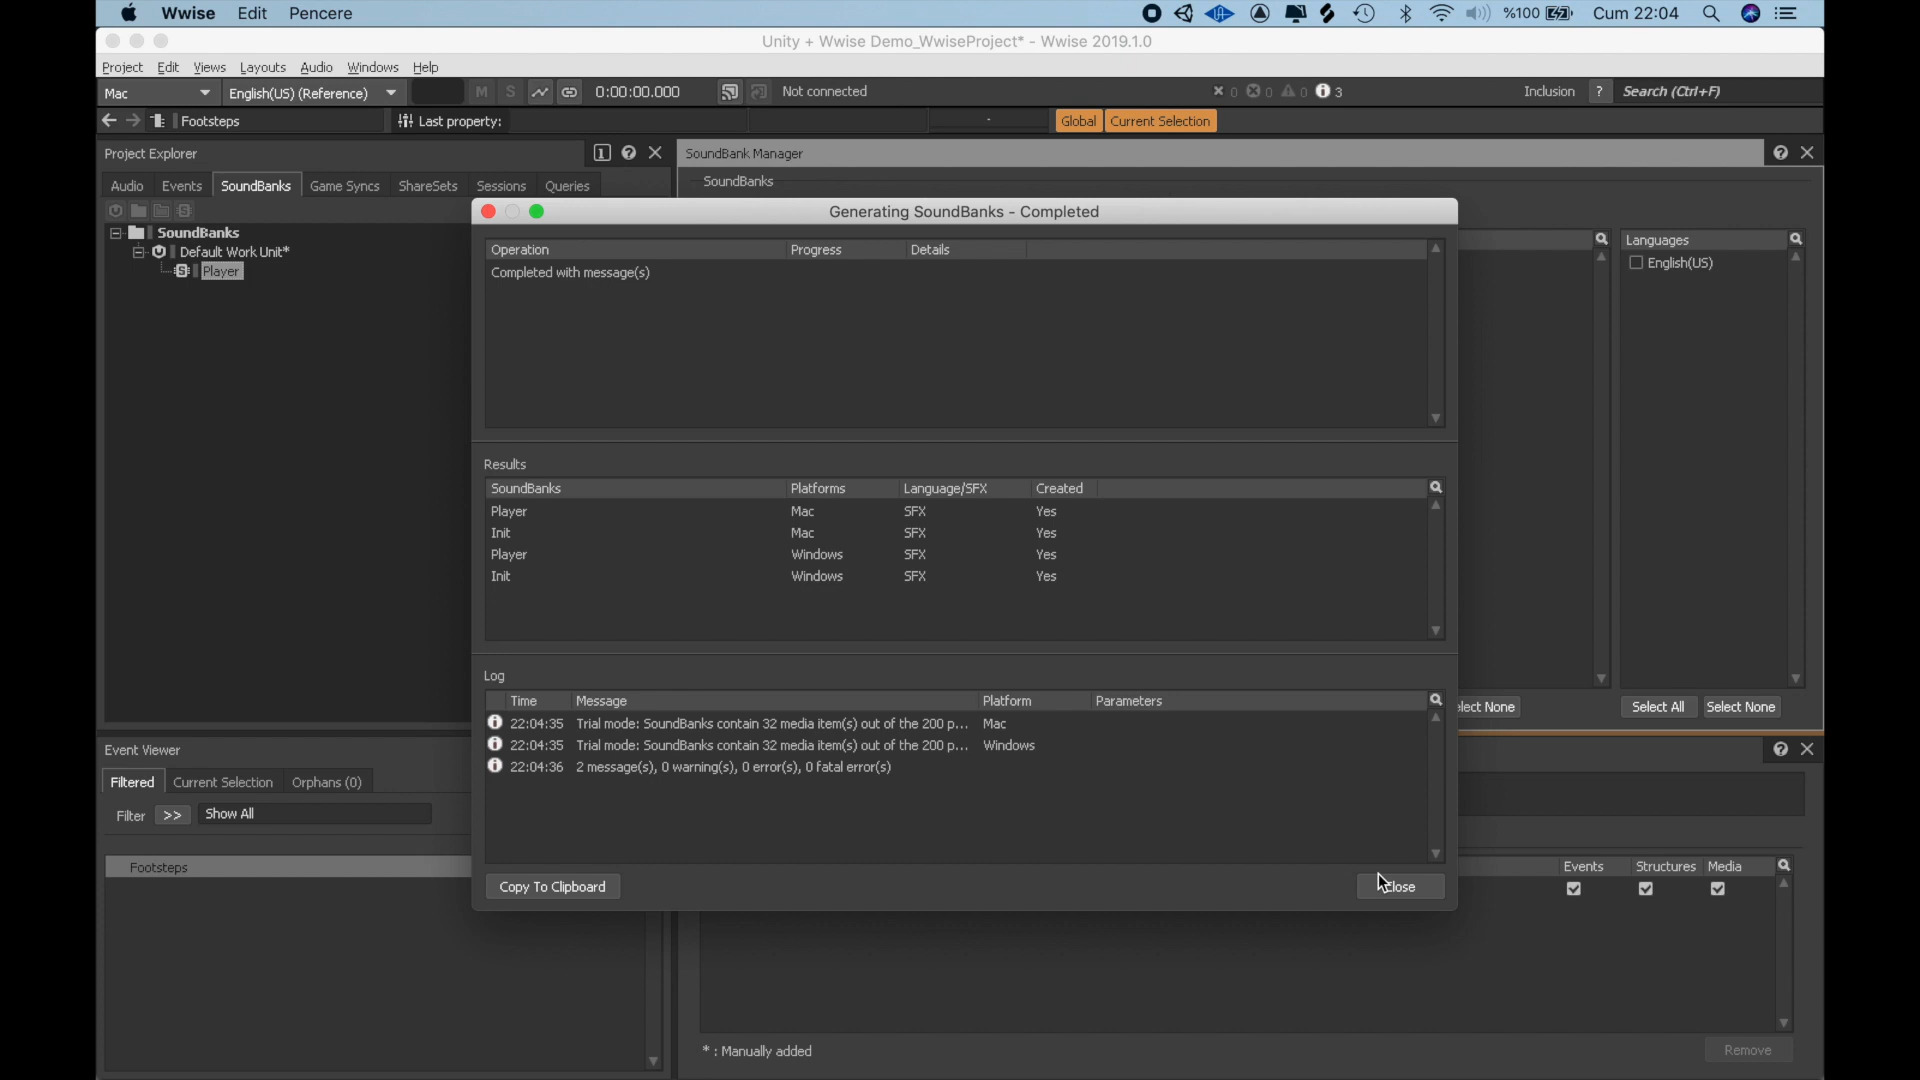 Wwise Edit Pencere
%100 Cum 22:04
Unity + Wwise Demo_WwiseProject* - Wwise 2019.1.0
Project Edit Views Layouts Audio Windows Help
Mac English(US) (Reference) M S 0:00:00.000 Not connected 0 0 0 3 Inclusion ? Search (Ctrl+F)
Footsteps Last property: - Global Current Selection
Project Explorer
SoundBank Manager
Audio Events SoundBanks Game Syncs ShareSets Sessions Queries
SoundBanks
SoundBanks
Default Work Unit*
Player
Languages
English(US)
Select All Select None
elect None
Generating SoundBanks - Completed
Operation Progress Details
Completed with message(s)
Results
SoundBanks Platforms Language/SFX Created
Player Mac SFX Yes
Init Mac SFX Yes
Player Windows SFX Yes
Init Windows SFX Yes
Log
Time Message Platform Parameters
22:04:35 Trial mode: SoundBanks contain 32 media item(s) out of the 200 p... Mac
22:04:35 Trial mode: SoundBanks contain 32 media item(s) out of the 200 p... Windows
22:04:36 2 message(s), 0 warning(s), 0 error(s), 0 fatal error(s)
Copy To Clipboard Close
Event Viewer
Filtered Current Selection Orphans (0)
Filter >> Show All
Footsteps
Events Structures Media
* : Manually added
Remove